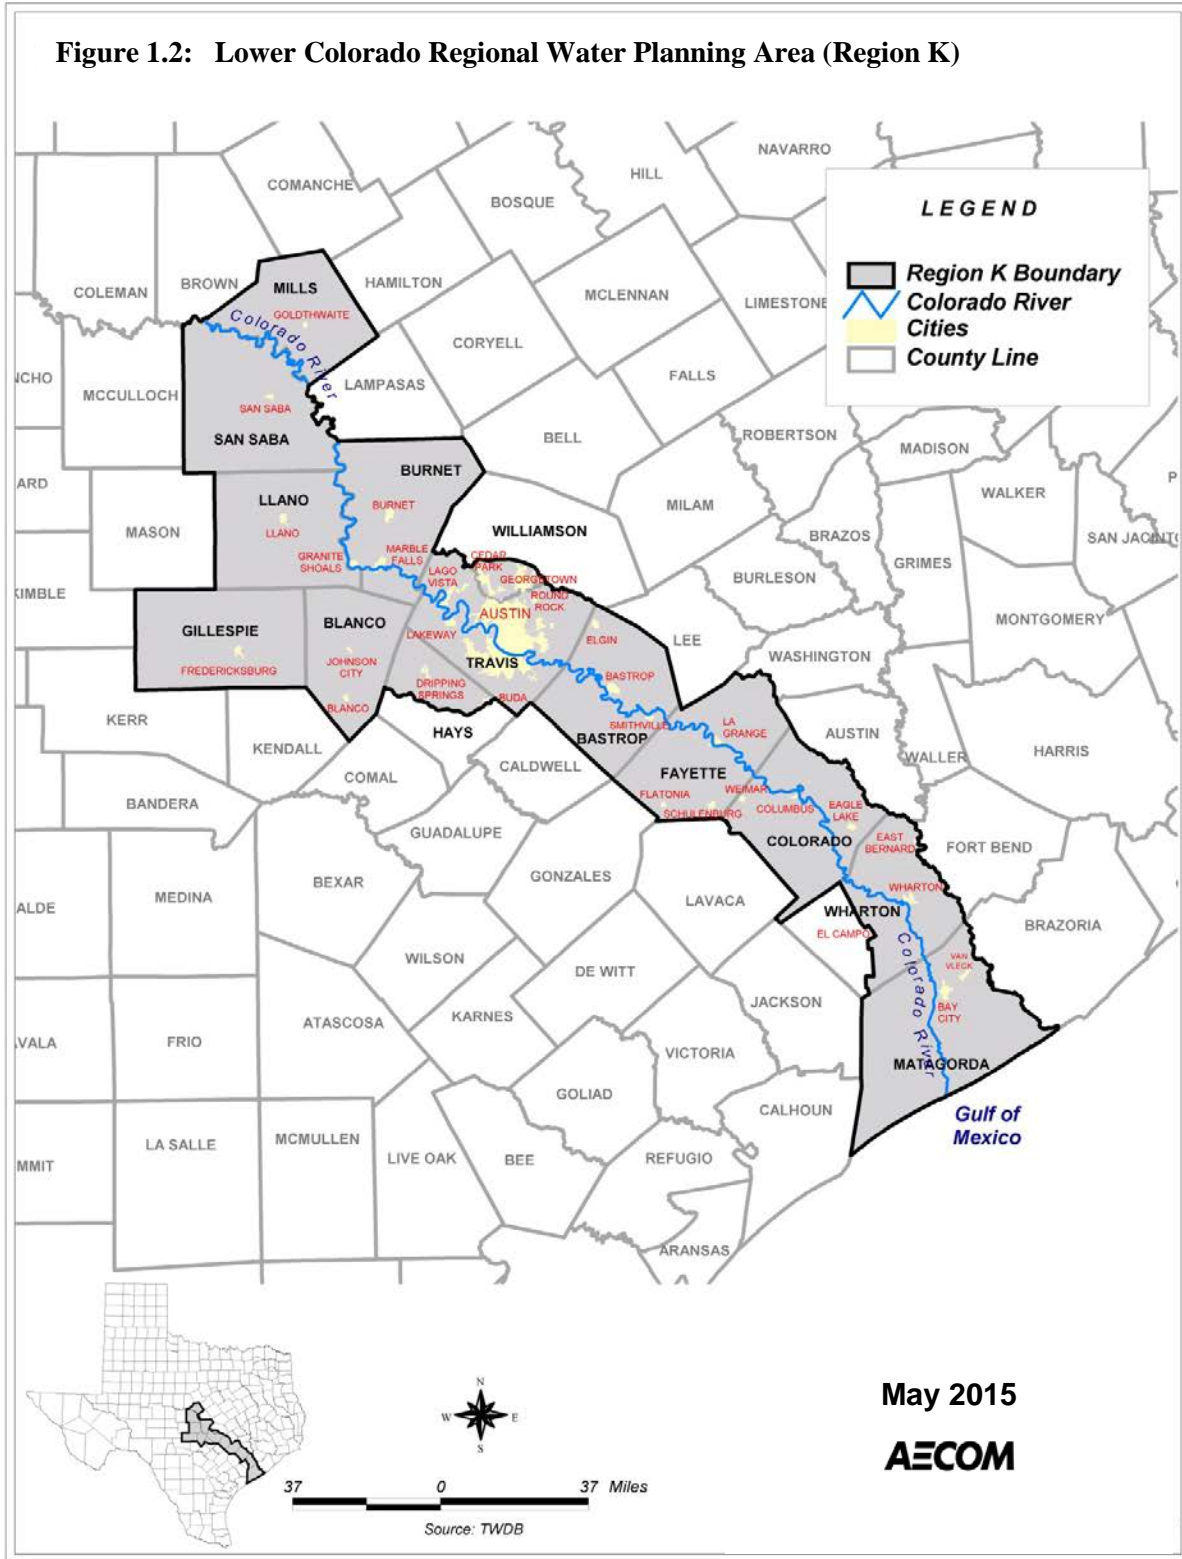 Figure 1.2: Lower Colorado Regional Water Planning Area (Region K)
NAVARRO
HILL
COMANCHE
BOSQUE
LEGEND
Region K Boundary
Colorado River
Cities
County Line
BROWN
HAMILTON
MILLS
COLEMAN
MCLENNAN
LIMESTONE
GOLDTHWAITE
Colorado River
CORYELL
FALLS
NCHO
MCCULLOCH
LAMPASAS
SAN SABA
SAN SABA
BELL
ROBERTSON
MADISON
BURNET
ARD
LLANO
BURNET
MILAM
WALKER
P
MASON
LLANO
WILLIAMSON
BRAZOS
SAN JACINTO
GRANITE
SHOALS
MARBLE
FALLS
CEDAR
PARK
LAGO
VISTA
GEORGETOWN
GRIMES
BURLESON
KIMBLE
ROUND
ROCK
AUSTIN
MONTGOMERY
GILLESPIE
BLANCO
LAKEWAY
ELGIN
LEE
WASHINGTON
FREDERICKSBURG
JOHNSON
CITY
TRAVIS
DRIPPING
SPRINGS
BASTROP
BLANCO
BUDA
SMITHVILLE
LA
GRANGE
KERR
HAYS
BASTROP
AUSTIN
KENDALL
WALLER
HARRIS
COMAL
CALDWELL
FAYETTE
FLATONIA
WEIMAR
BANDERA
SCHULENBURG
COLUMBUS
EAGLE
LAKE
GUADALUPE
COLORADO
EAST
BERNARD
FORT BEND
BEXAR
GONZALES
MEDINA
WHARTON
ALDE
LAVACA
WHARTON
EL CAMPO
BRAZORIA
WILSON
DE WITT
VAN
VLECK
Colorado River
JACKSON
BAY
CITY
ATASCOSA
KARNES
AVALA
FRIO
VICTORIA
MATAGORDA
GOLIAD
CALHOUN
Gulf of
Mexico
LA SALLE
MCMULLEN
LIVE OAK
BEE
REFUGIO
MMIT
ARANSAS
N
W E
S
May 2015
AECOM
37 0 37 Miles
Source: TWDB